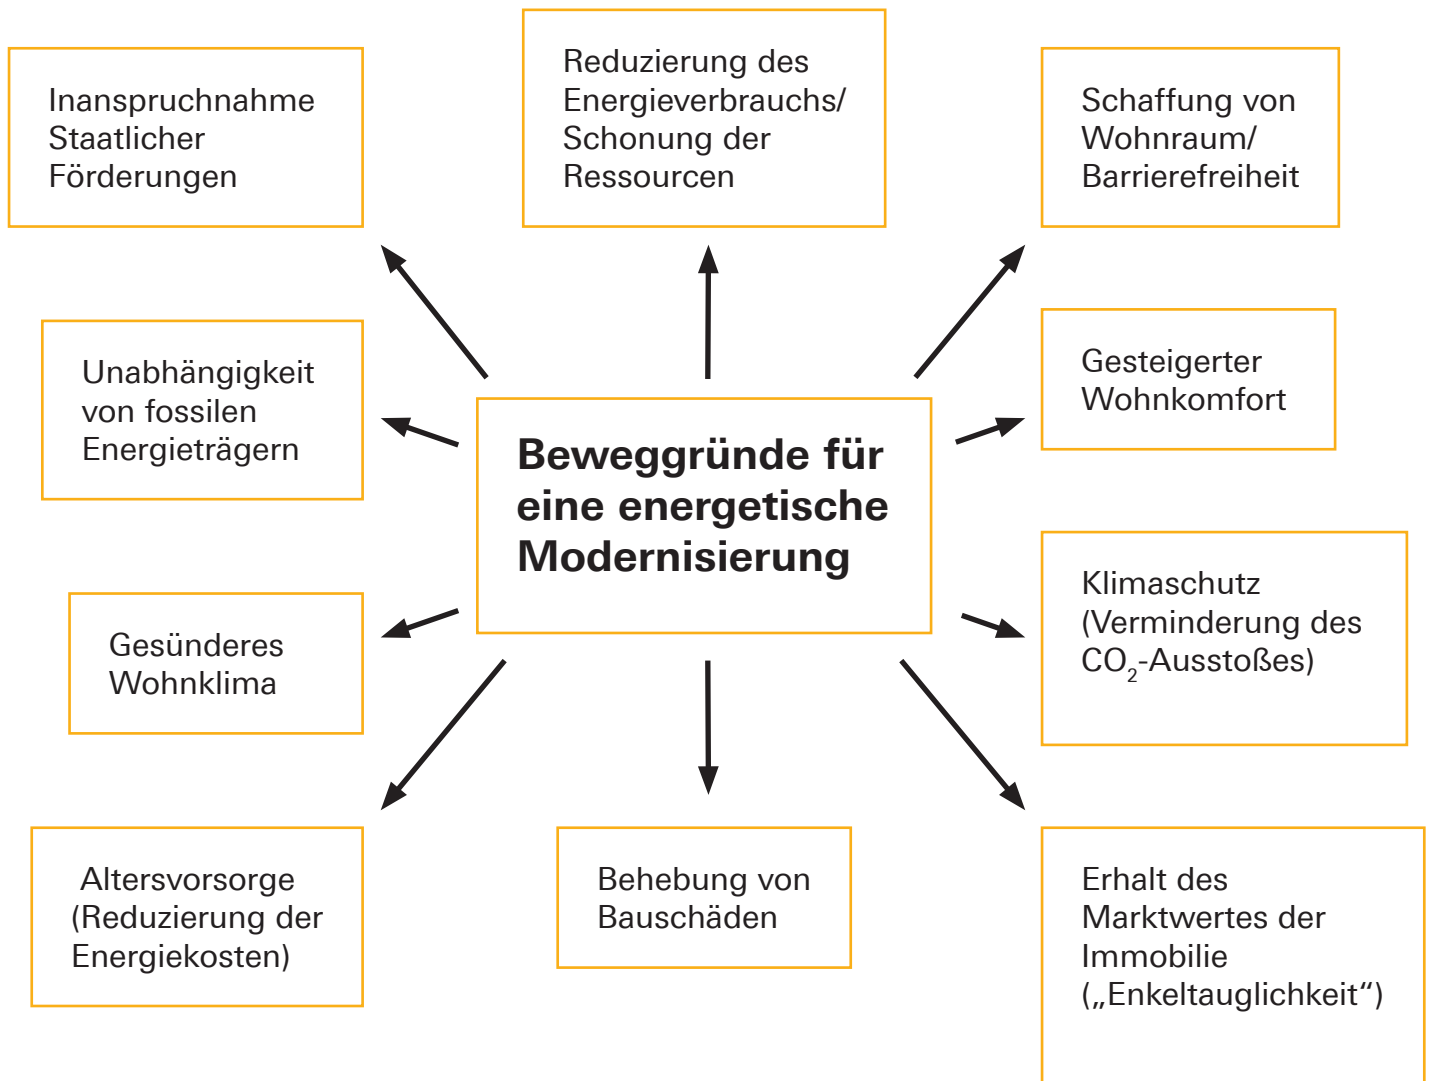 Inanspruchnahme
Staatlicher
Förderungen
Reduzierung des
Energieverbrauchs/
Schonung der
Ressourcen
Schaffung von
Wohnraum/
Barrierefreiheit
Unabhängigkeit
von fossilen
Energieträgern
Gesteigerter
Wohnkomfort
Beweggründe für
eine energetische
Modernisierung
Gesünderes
Wohnklima
Klimaschutz
(Verminderung des
CO₂-Ausstoßes)
Altersvorsorge
(Reduzierung der
Energiekosten)
Behebung von
Bauschäden
Erhalt des
Marktwertes der
Immobilie
(„Enkeltauglichkeit“)